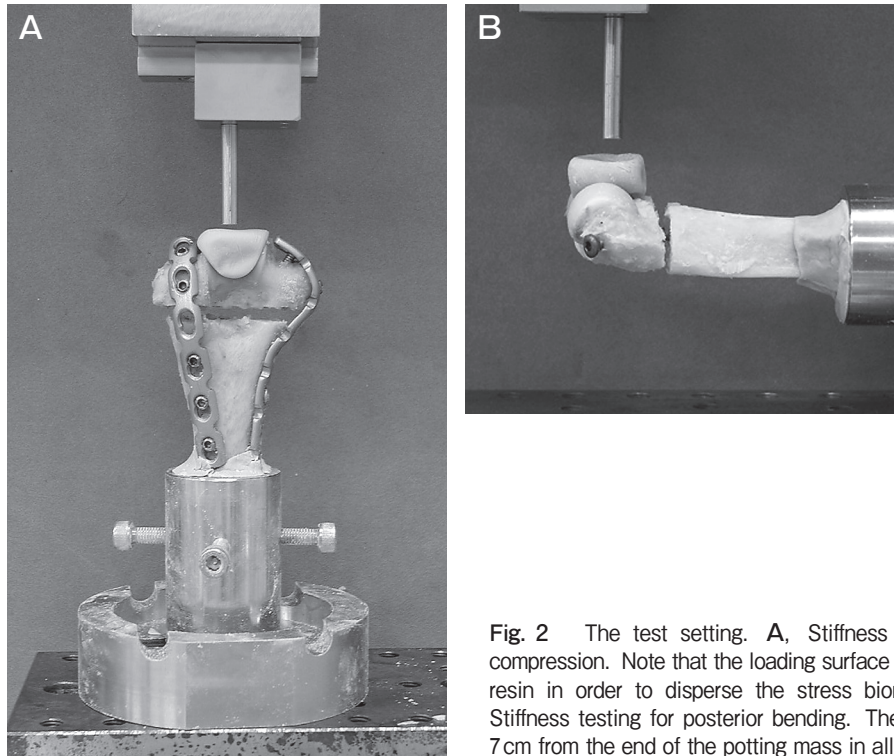 A
B
Fig. 2 The test setting. A, Stiffness
compression. Note that the loading surface
resin in order to disperse the stress bior
Stiffness testing for posterior bending. The
7 cm from the end of the potting mass in all